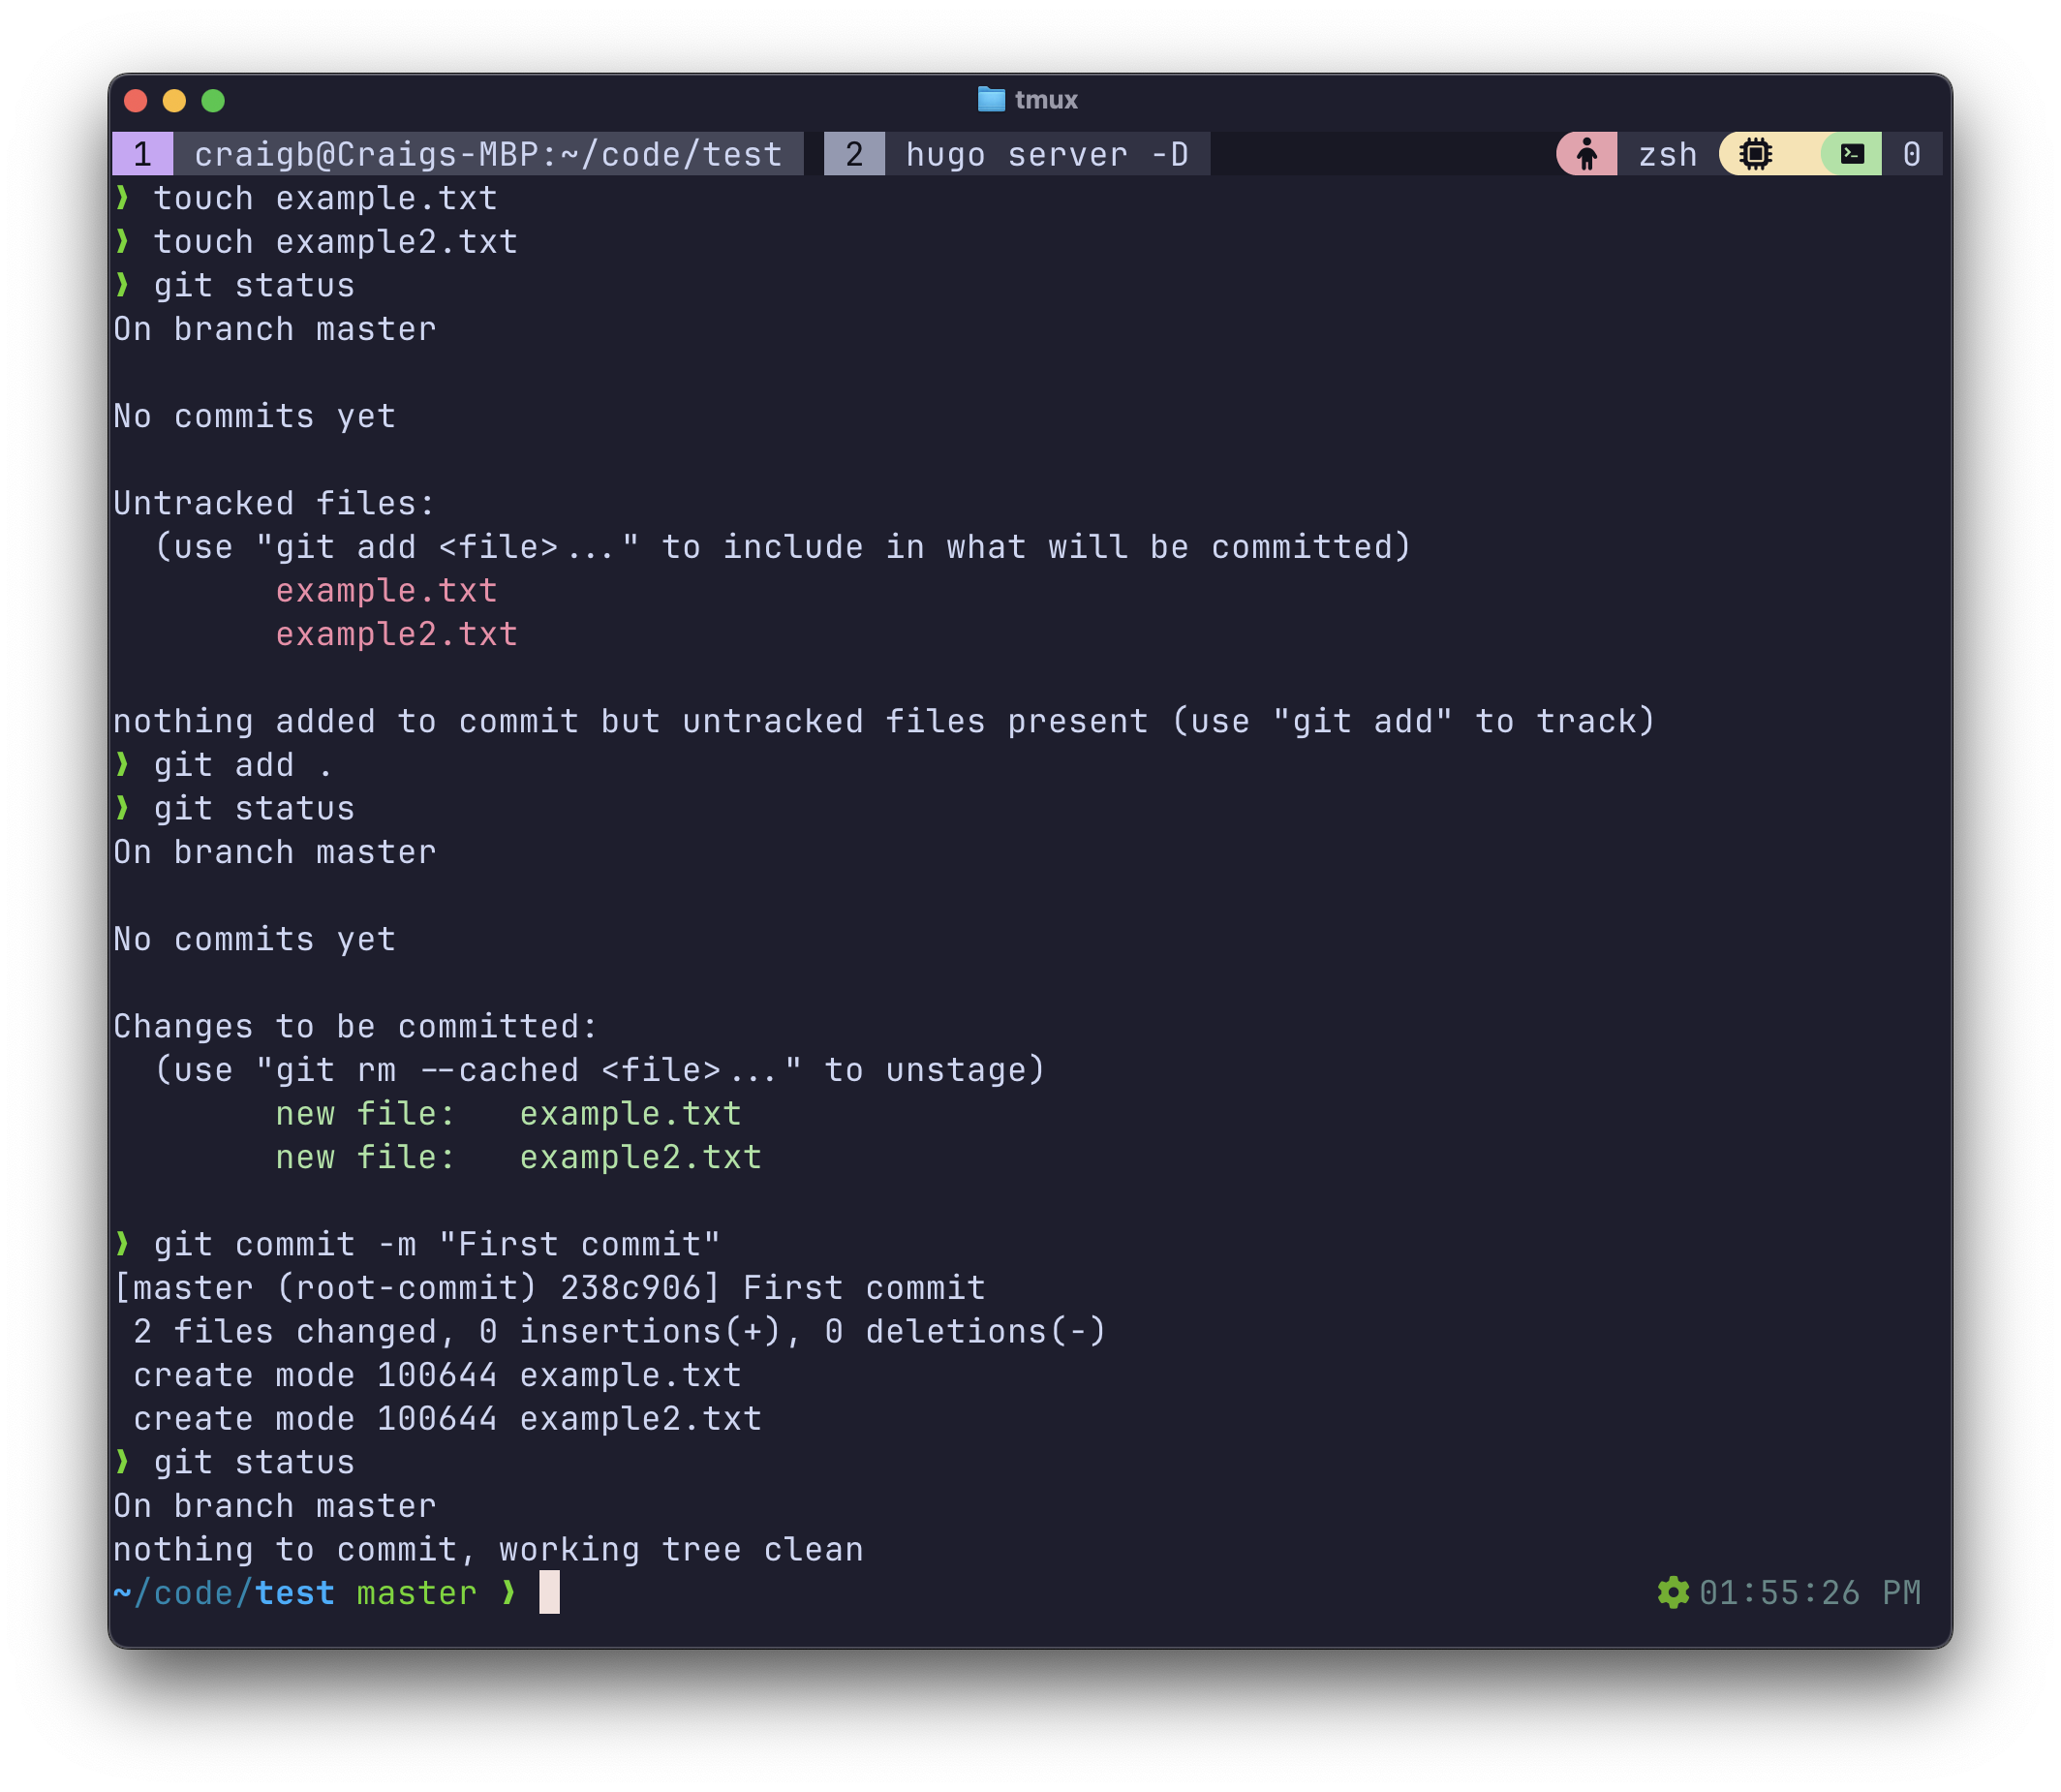 tmux
1 craigb@Craigs-MBP:~/code/test 2 hugo server -D zsh 0
❯ touch example.txt
❯ touch example2.txt
❯ git status
On branch master
No commits yet
Untracked files:
  (use "git add <file>..." to include in what will be committed)
        example.txt
        example2.txt
nothing added to commit but untracked files present (use "git add" to track)
❯ git add .
❯ git status
On branch master
No commits yet
Changes to be committed:
  (use "git rm --cached <file>..." to unstage)
        new file:   example.txt
        new file:   example2.txt
❯ git commit -m "First commit"
[master (root-commit) 238c906] First commit
 2 files changed, 0 insertions(+), 0 deletions(-)
 create mode 100644 example.txt
 create mode 100644 example2.txt
❯ git status
On branch master
nothing to commit, working tree clean
~/code/test master ❯ 01:55:26 PM